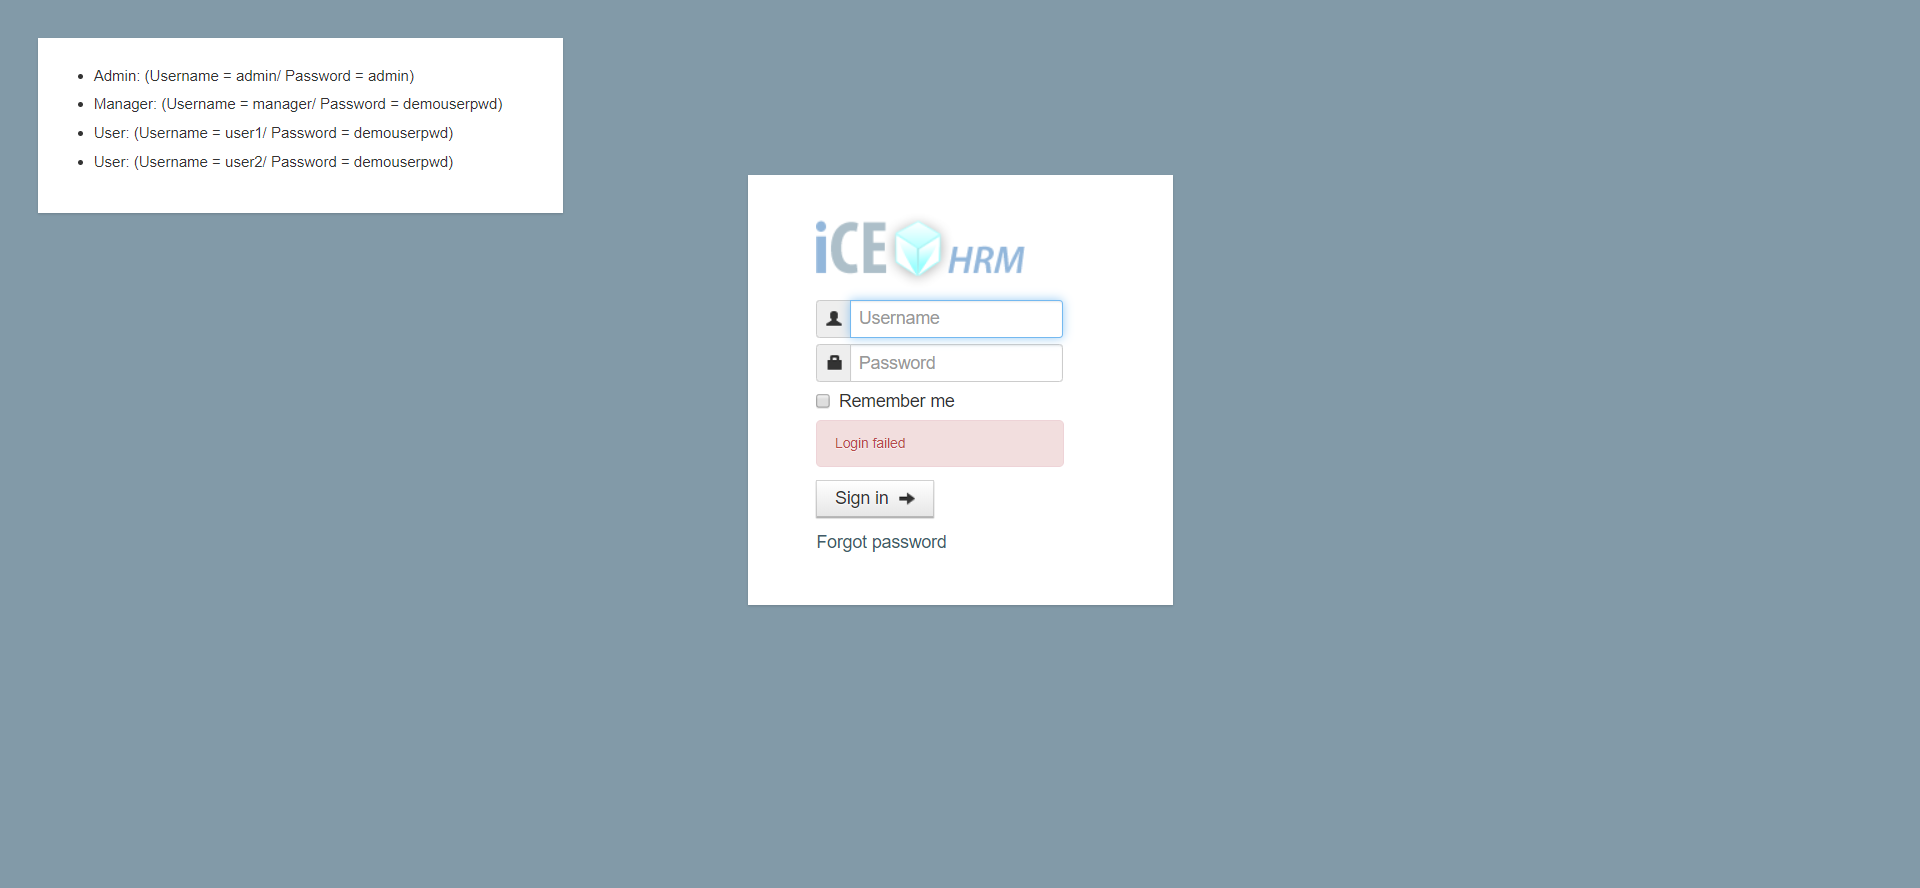 Admin: (Username = admin/ Password = admin)
Manager: (Username = manager/ Password = demouserpwd)
User: (Username = user1/ Password = demouserpwd)
User: (Username = user2/ Password = demouserpwd)
iCE HRM
Username
Password
Remember me
Login failed
Sign in
Forgot password